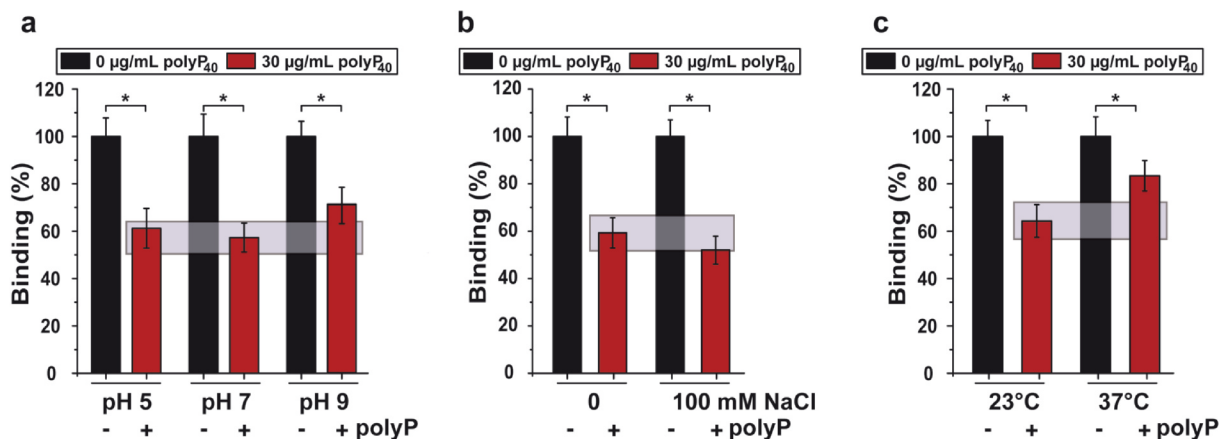 a
0 µg/mL polyP40 30 µg/mL polyP40
Binding (%)
120
100
80
60
40
20
0
* * *
pH 5 pH 7 pH 9
- + - + - + polyP
b
0 µg/mL polyP40 30 µg/mL polyP40
Binding (%)
120
100
80
60
40
20
0
* *
0 100 mM NaCl
- + - + polyP
c
0 µg/mL polyP40 30 µg/mL polyP40
Binding (%)
120
100
80
60
40
20
0
* *
23°C 37°C
- + - + polyP